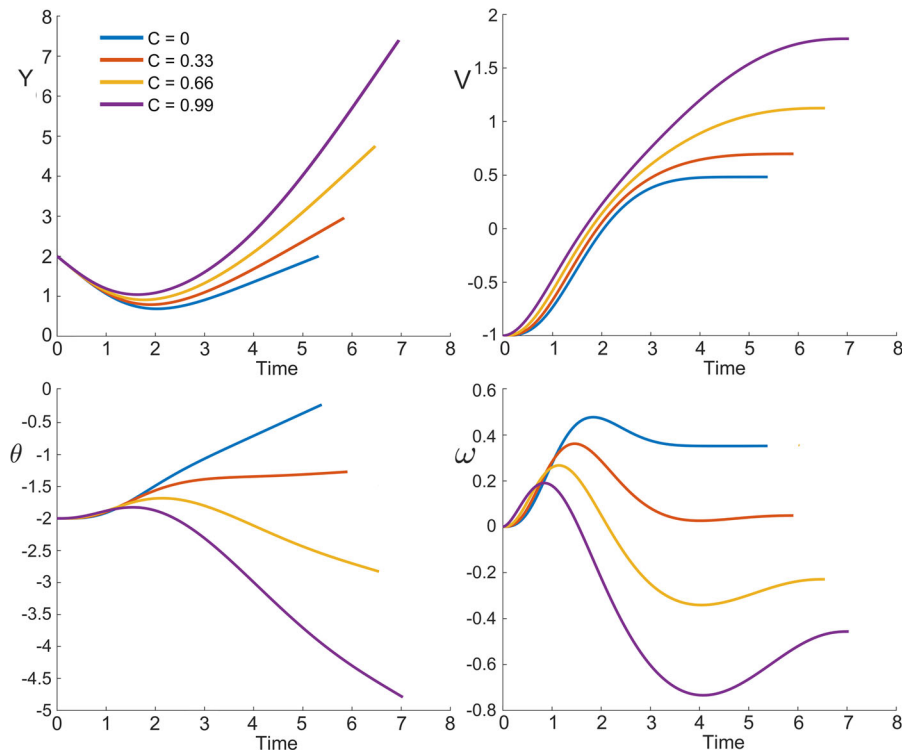 8
7
6
5
4
3
2
1
0
Y
C = 0
C = 0.33
C = 0.66
C = 0.99
0 1 2 3 4 5 6 7 8
Time
2
1.5
1
0.5
0
-0.5
-1
V
0 1 2 3 4 5 6 7 8
Time
0
-0.5
-1
-1.5
-2
-2.5
-3
-3.5
-4
-4.5
-5
θ
0 1 2 3 4 5 6 7 8
Time
0.6
0.4
0.2
0
-0.2
-0.4
-0.6
-0.8
ω
0 1 2 3 4 5 6 7 8
Time